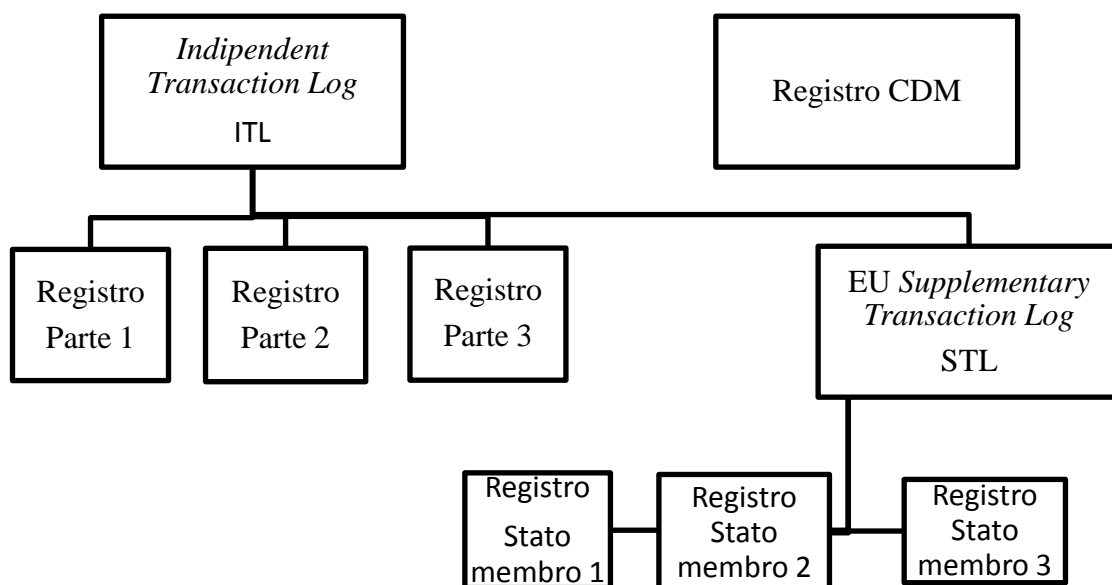 Indipendent
Transaction Log
ITL
Registro CDM
Registro
Parte 1
Registro
Parte 2
Registro
Parte 3
EU Supplementary
Transaction Log
STL
Registro
Stato
membro 1
Registro
Stato
membro 2
Registro
Stato
membro 3